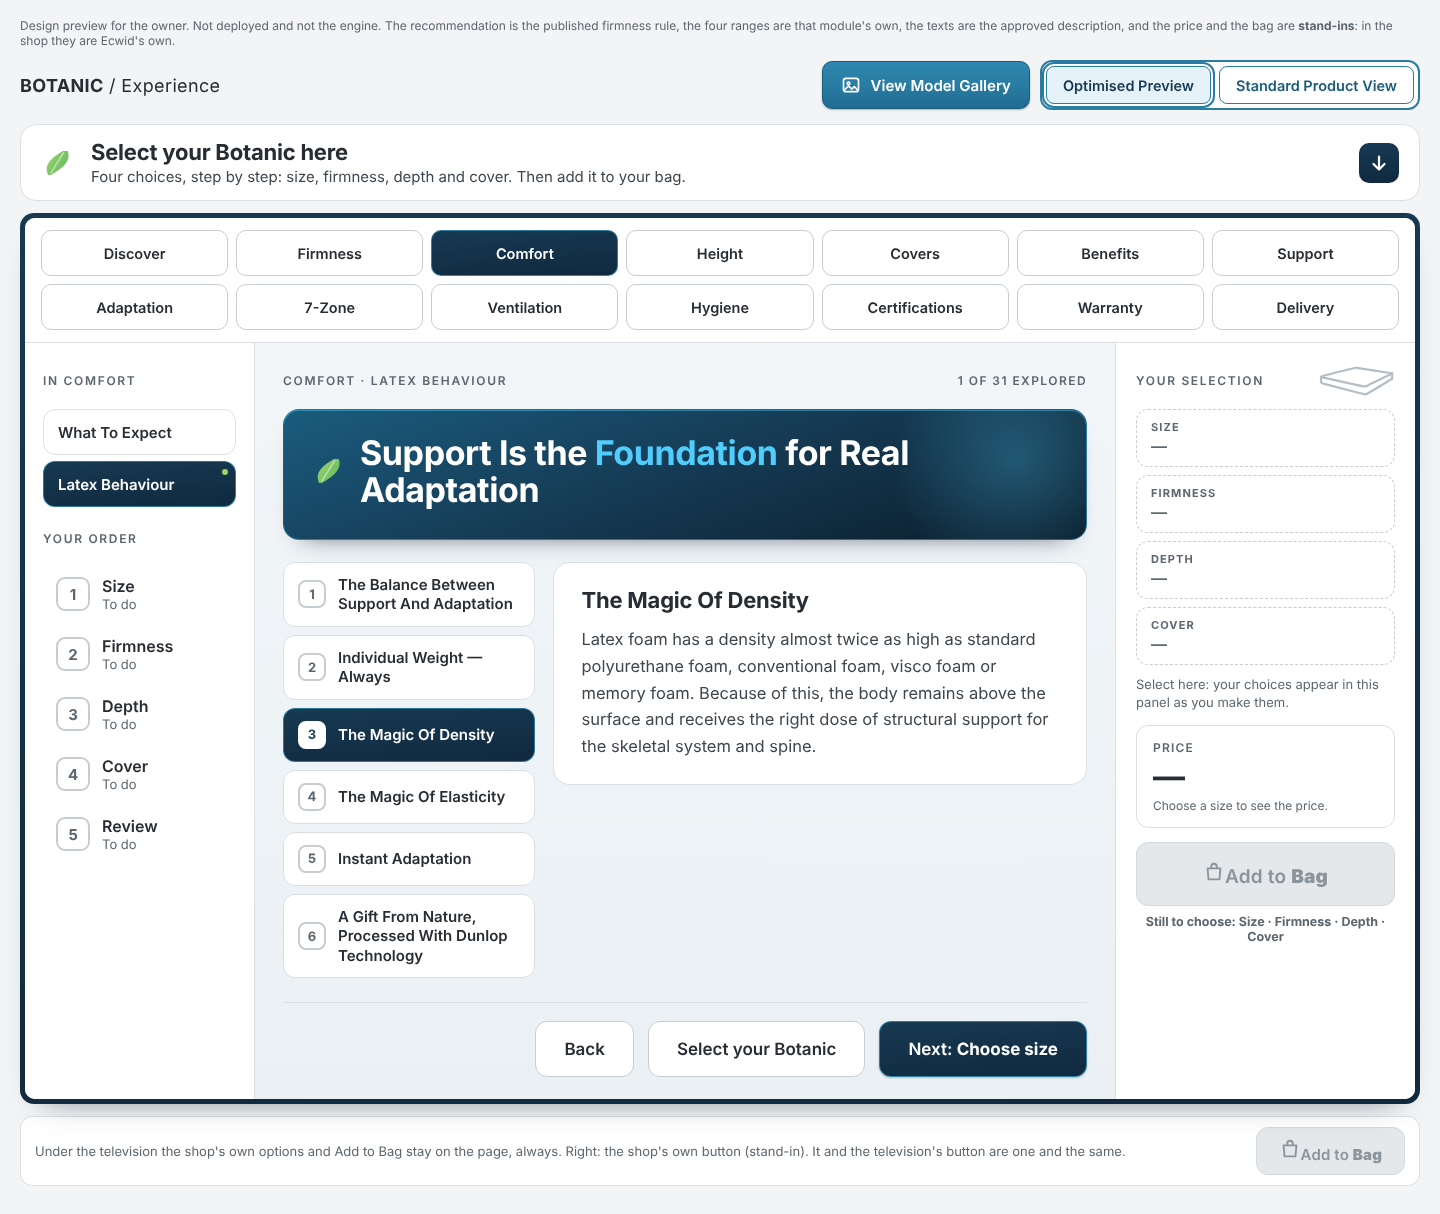 Design preview for the owner. Not deployed and not the engine. The recommendation is the published firmness rule, the four ranges are that module's own, the texts are the approved description, and the price and the bag are stand-ins: in the
shop they are Ecwid's own.
BOTANIC / Experience
View Model Gallery
Optimised Preview
Standard Product View
Select your Botanic here
Four choices, step by step: size, firmness, depth and cover. Then add it to your bag.
Discover
Firmness
Comfort
Height
Covers
Benefits
Support
Adaptation
7-Zone
Ventilation
Hygiene
Certifications
Warranty
Delivery
IN COMFORT
What To Expect
Latex Behaviour
YOUR ORDER
1
Size
To do
2
Firmness
To do
3
Depth
To do
4
Cover
To do
5
Review
To do
COMFORT · LATEX BEHAVIOUR
1 OF 31 EXPLORED
Support Is the Foundation for Real
Adaptation
1
The Balance Between
Support And Adaptation
2
Individual Weight —
Always
3
The Magic Of Density
4
The Magic Of Elasticity
5
Instant Adaptation
6
A Gift From Nature,
Processed With Dunlop
Technology
The Magic Of Density
Latex foam has a density almost twice as high as standard
polyurethane foam, conventional foam, visco foam or
memory foam. Because of this, the body remains above the
surface and receives the right dose of structural support for
the skeletal system and spine.
Back
Select your Botanic
Next: Choose size
YOUR SELECTION
SIZE
—
FIRMNESS
—
DEPTH
—
COVER
—
Select here: your choices appear in this
panel as you make them.
PRICE
—
Choose a size to see the price.
Add to Bag
Still to choose: Size · Firmness · Depth ·
Cover
Under the television the shop's own options and Add to Bag stay on the page, always. Right: the shop's own button (stand-in). It and the television's button are one and the same.
Add to Bag